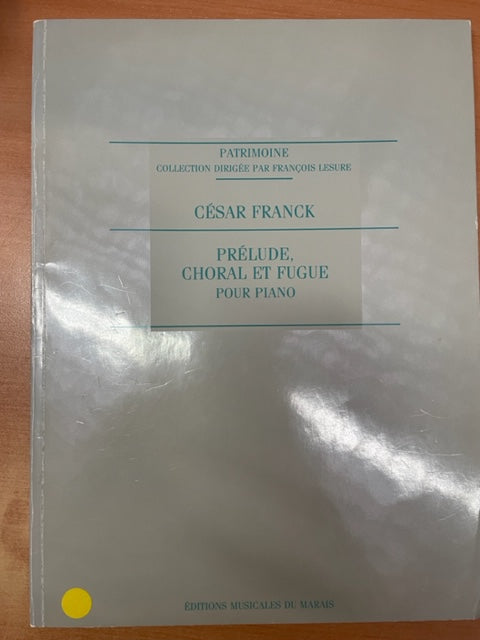 PATRIMOINE
COLLECTION DIRIGÉE PAR FRANÇOIS LESURE
CÉSAR FRANCK
PRÉLUDE,
CHORAL ET FUGUE
POUR PIANO
ÉDITIONS MUSICALES DU MARAIS